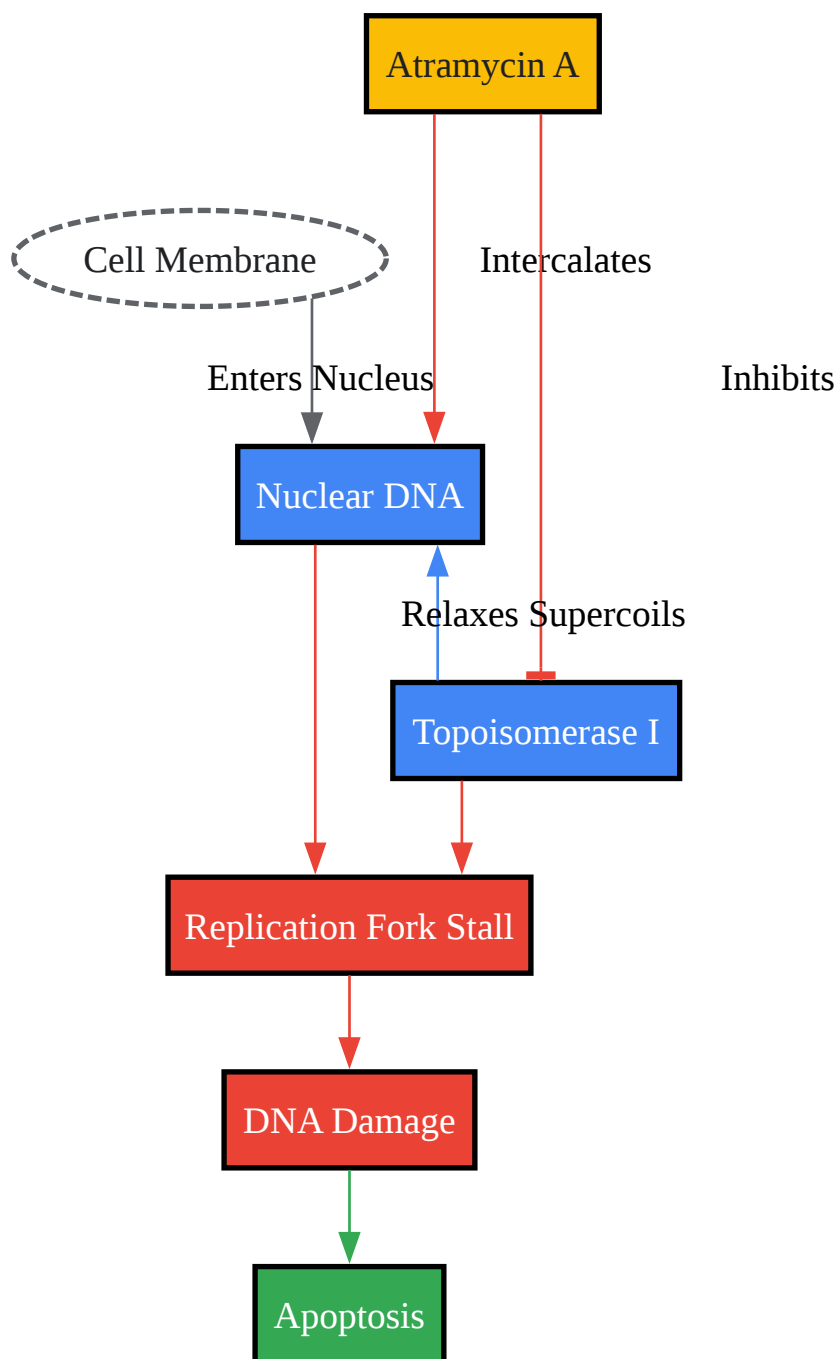 Atramycin A
Cell Membrane
Intercalates
Enters Nucleus
Inhibits
Nuclear DNA
Relaxes Supercoils
Topoisomerase I
Replication Fork Stall
DNA Damage
Apoptosis